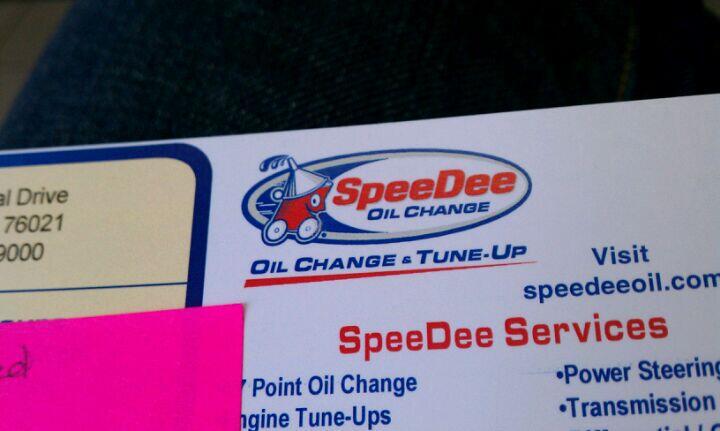 al Drive
76021
9000
SpeeDee
OIL CHANGE
OIL CHANGE & TUNE-UP
Visit
speedeeoil.com
SpeeDee Services
Point Oil Change
ngine Tune-Ups
•Power Steering
•Transmission